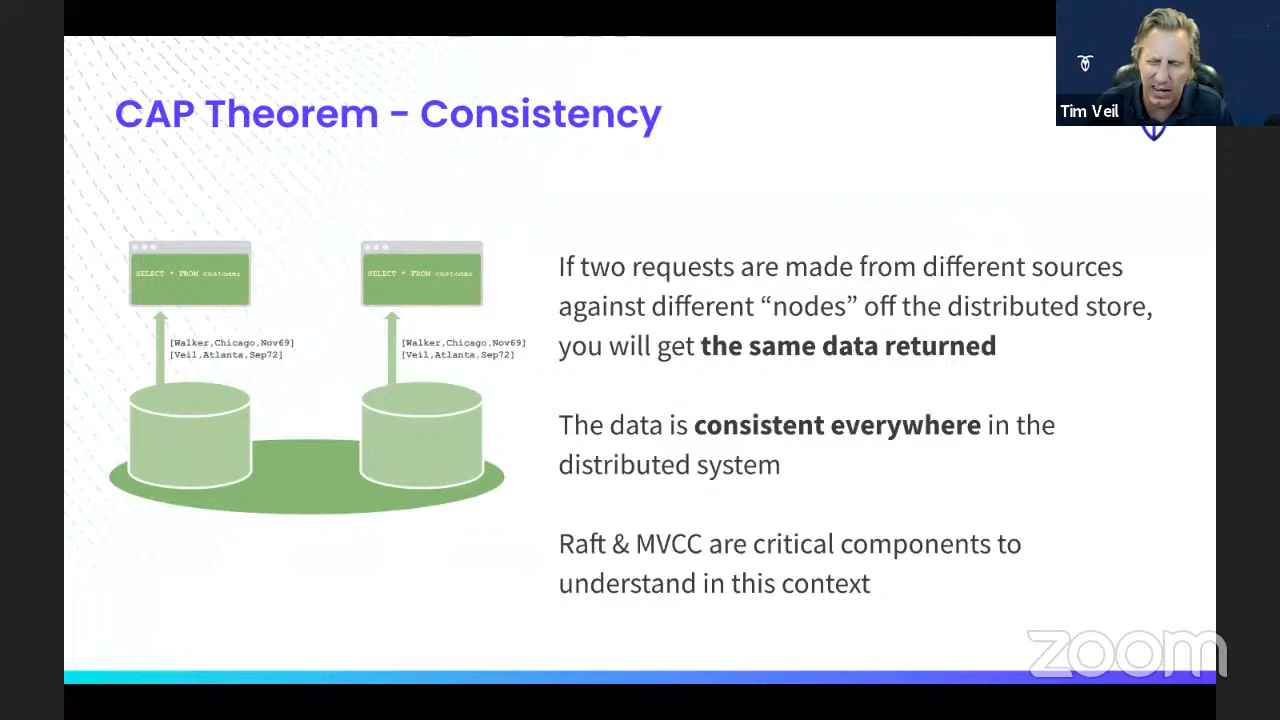 Tim Veil
CAP Theorem - Consistency
SELECT * FROM customer
SELECT * FROM customer
[Walker,Chicago,Nov69]
[Veil,Atlanta,Sep72]
[Walker,Chicago,Nov69]
[Veil,Atlanta,Sep72]
If two requests are made from different sources
against different “nodes” off the distributed store,
you will get the same data returned
The data is consistent everywhere in the
distributed system
Raft & MVCC are critical components to
understand in this context
zoom